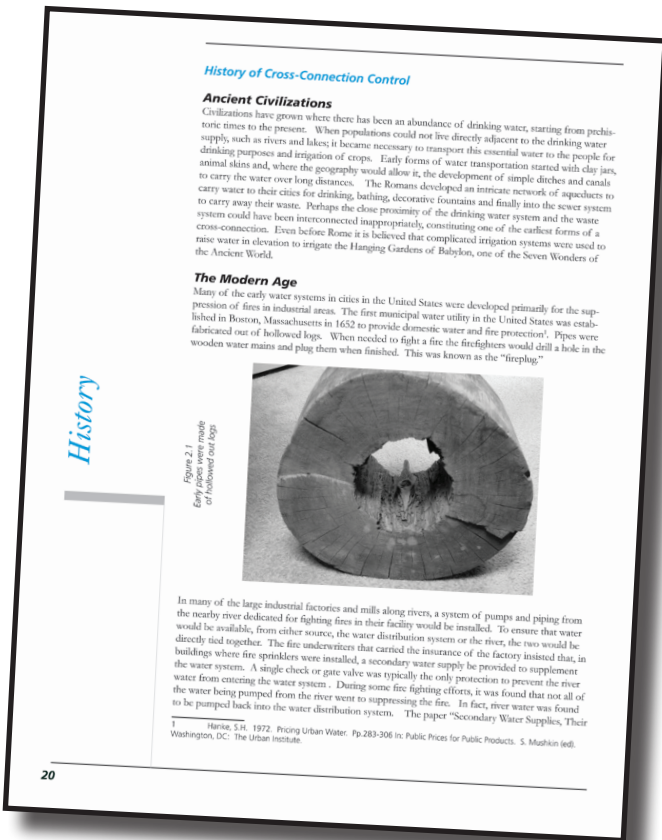 History of Cross-Connection Control
Ancient Civilizations
Civilizations have grown where there has been an abundance of drinking water, starting from prehis-
toric times to the present. When populations could not live directly adjacent to the drinking water
supply, such as rivers and lakes; it became necessary to transport this essential water to the people for
drinking purposes and irrigation of crops. Early forms of water transportation started with clay jars,
animal skins and, where the geography would allow it, the development of simple ditches and canals
to carry the water over long distances. The Romans developed an intricate network of aqueducts to
carry water to their cities for drinking, bathing, decorative fountains and finally into the sewer system
to carry away their waste. Perhaps the close proximity of the drinking water system and the waste
system could have been interconnected inappropriately, constituting one of the earliest forms of a
cross-connection. Even before Rome it is believed that complicated irrigation systems were used to
raise water in elevation to irrigate the Hanging Gardens of Babylon, one of the Seven Wonders of
the Ancient World.
The Modern Age
Many of the early water systems in cities in the United States were developed primarily for the sup-
pression of fires in industrial areas. The first municipal water utility in the United States was estab-
lished in Boston, Massachusetts in 1652 to provide domestic water and fire protection¹. Pipes were
fabricated out of hollowed logs. When needed to fight a fire the firefighters would drill a hole in the
wooden water mains and plug them when finished. This was known as the "fireplug."
History
Figure 2.1
Early pipes were made
of hollowed out logs
In many of the large industrial factories and mills along rivers, a system of pumps and piping from
the nearby river dedicated for fighting fires in their facility would be installed. To ensure that water
would be available, from either source, the water distribution system or the river, the two would be
directly tied together. The fire underwriters that carried the insurance of the factory insisted that, in
buildings where fire sprinklers were installed, a secondary water supply be provided to supplement
the water system. A single check or gate valve was typically the only protection to prevent the river
water from entering the water system . During some fire fighting efforts, it was found that not all of
the water being pumped from the river went to suppressing the fire. In fact, river water was found
to be pumped back into the water distribution system. The paper "Secondary Water Supplies, Their
1 Hanke, S.H. 1972. Pricing Urban Water. Pp.283-306 In: Public Prices for Public Products. S. Mushkin (ed).
Washington, DC: The Urban Institute.
20